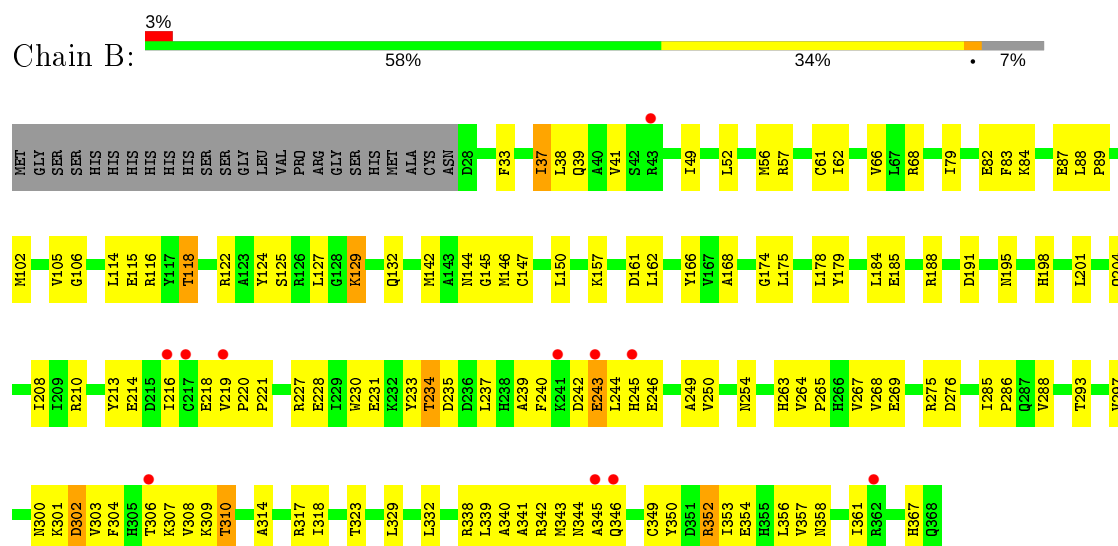 3%
Chain B:
58% 34% • 7%
MET GLY SER SER HIS HIS HIS HIS HIS HIS SER SER GLY LEU VAL PRO ARG GLY SER HIS MET ALA CYS ASN D28 F33 I37 L38 Q39 A40 V41 S42 R43 I49 L52 M56 R57 C61 I62 V66 L67 R68 I79 E82 F83 K84 E87 L88 P89
M102 V105 G106 L114 E115 R116 Y117 T118 R122 A123 Y124 S125 R126 L127 G128 K129 Q132 M142 A143 N144 G145 M146 C147 L150 K157 D161 L162 Y166 V167 A168 G174 L175 L178 Y179 L184 E185 R188 D191 N195 H198 L201
I208 I209 R210 Y213 E214 D215 I216 C217 E218 V219 P220 P221 R227 E228 I229 W230 E231 K232 Y233 T234 D235 D236 L237 H238 A239 F240 K241 D242 E243 L244 H245 E246 A249 V250 N254 H263 V264 P265 H266 V267 V268 E269 R275 D276 I285 P286 Q287 V288 T293
N300 K301 D302 V303 F304 H305 T306 K307 V308 K309 T310 A314 R317 I318 T323 L329 L332 R338 L339 A340 A341 R342 M343 N344 A345 Q346 C349 Y350 D351 R352 I353 E354 H355 L356 V357 N358 I361 R362 H367 Q368